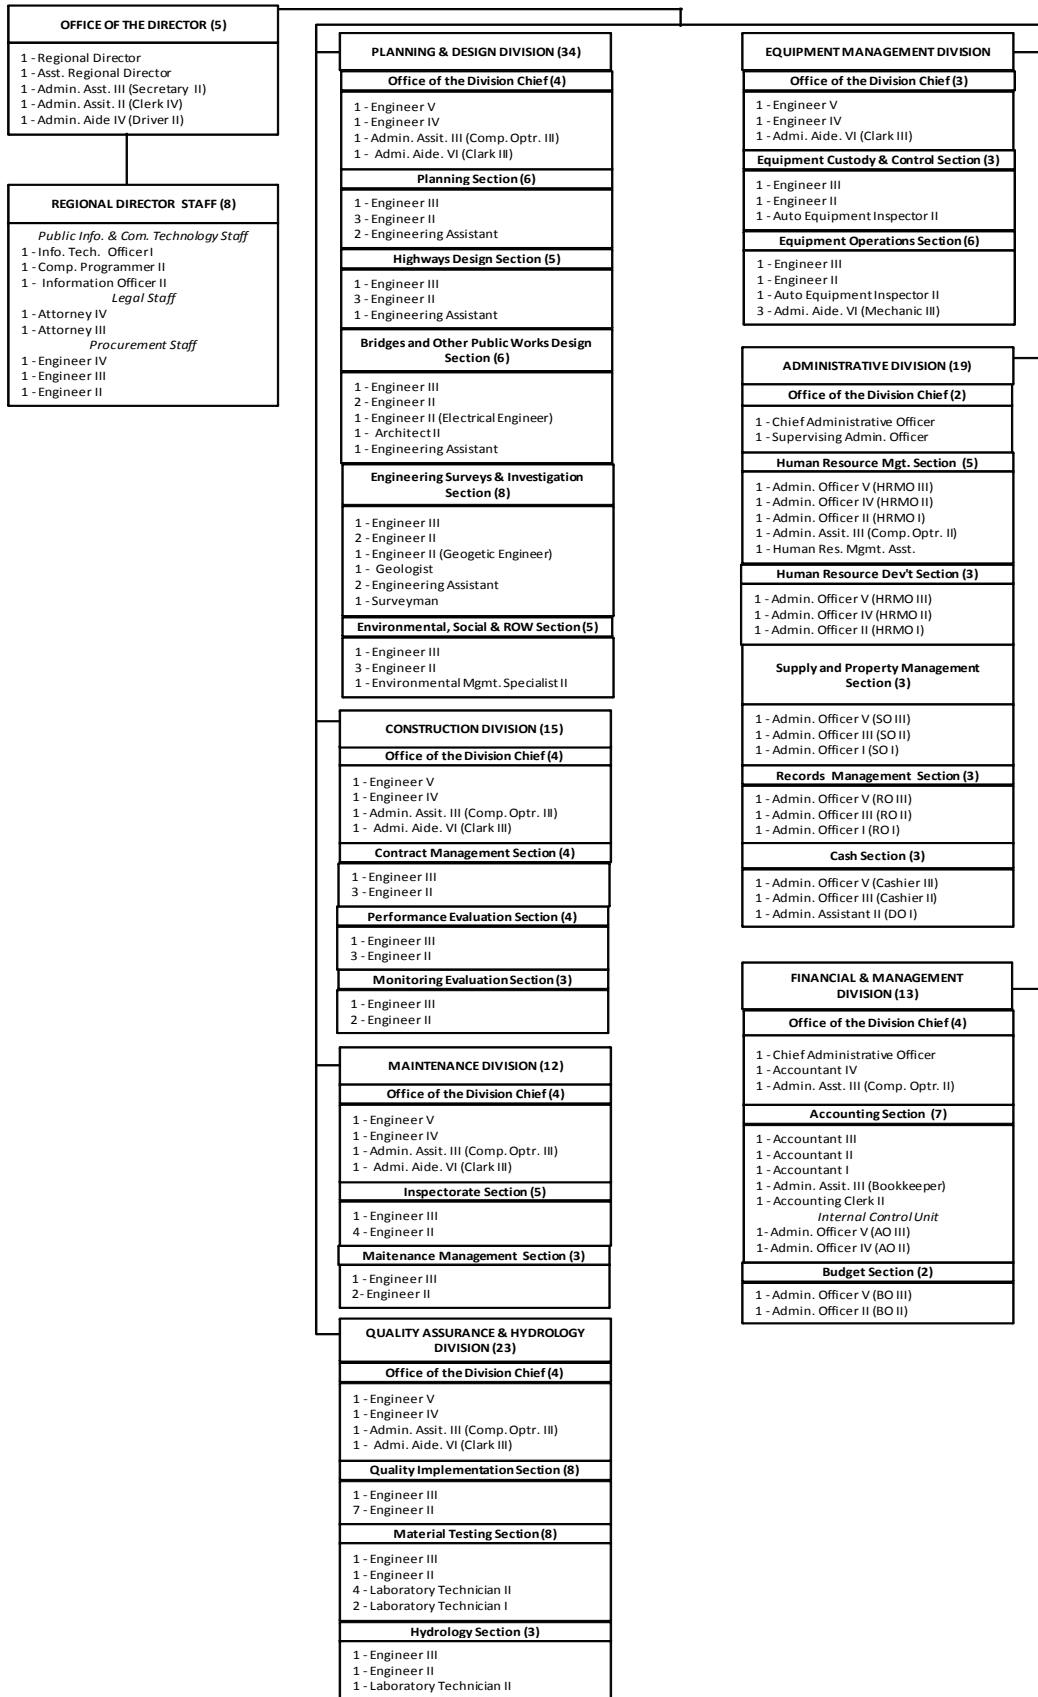 OFFICE OF THE DIRECTOR (5)
1 - Regional Director
1 - Asst. Regional Director
1 - Admin. Asst. III (Secretary II)
1 - Admin. Assit. II (Clerk IV)
1 - Admin. Aide IV (Driver II)
REGIONAL DIRECTOR STAFF (8)
Public Info. & Com. Technology Staff
1 - Info. Tech. Officer I
1 - Comp. Programmer II
1 - Information Officer II
Legal Staff
1 - Attorney IV
1 - Attorney III
Procurement Staff
1 - Engineer IV
1 - Engineer III
1 - Engineer II
PLANNING & DESIGN DIVISION (34)
Office of the Division Chief (4)
1 - Engineer V
1 - Engineer IV
1 - Admin. Assit. III (Comp. Optr. III)
1 - Admi. Aide. VI (Clark III)
Planning Section (6)
1 - Engineer III
3 - Engineer II
2 - Engineering Assistant
Highways Design Section (5)
1 - Engineer III
3 - Engineer II
1 - Engineering Assistant
Bridges and Other Public Works Design
Section (6)
1 - Engineer III
2 - Engineer II
1 - Engineer II (Electrical Engineer)
1 - Architect II
1 - Engineering Assistant
Engineering Surveys & Investigation
Section (8)
1 - Engineer III
2 - Engineer II
1 - Engineer II (Geogetic Engineer)
1 - Geologist
2 - Engineering Assistant
1 - Surveyman
Environmental, Social & ROW Section (5)
1 - Engineer III
3 - Engineer II
1 - Environmental Mgmt. Specialist II
CONSTRUCTION DIVISION (15)
Office of the Division Chief (4)
1 - Engineer V
1 - Engineer IV
1 - Admin. Assit. III (Comp. Optr. III)
1 - Admi. Aide. VI (Clark III)
Contract Management Section (4)
1 - Engineer III
3 - Engineer II
Performance Evaluation Section (4)
1 - Engineer III
3 - Engineer II
Monitoring Evaluation Section (3)
1 - Engineer III
2 - Engineer II
MAINTENANCE DIVISION (12)
Office of the Division Chief (4)
1 - Engineer V
1 - Engineer IV
1 - Admin. Assit. III (Comp. Optr. III)
1 - Admi. Aide. VI (Clark III)
Inspectorate Section (5)
1 - Engineer III
4 - Engineer II
Maitenance Management Section (3)
1 - Engineer III
2- Engineer II
QUALITY ASSURANCE & HYDROLOGY
DIVISION (23)
Office of the Division Chief (4)
1 - Engineer V
1 - Engineer IV
1 - Admin. Assit. III (Comp. Optr. III)
1 - Admi. Aide. VI (Clark III)
Quality Implementation Section (8)
1 - Engineer III
7 - Engineer II
Material Testing Section (8)
1 - Engineer III
1 - Engineer II
4 - Laboratory Technician II
2 - Laboratory Technician I
Hydrology Section (3)
1 - Engineer III
1 - Engineer II
1 - Laboratory Technician II
EQUIPMENT MANAGEMENT DIVISION
Office of the Division Chief (3)
1 - Engineer V
1 - Engineer IV
1 - Admi. Aide. VI (Clark III)
Equipment Custody & Control Section (3)
1 - Engineer III
1 - Engineer II
1 - Auto Equipment Inspector II
Equipment Operations Section (6)
1 - Engineer III
1 - Engineer II
1 - Auto Equipment Inspector II
3 - Admi. Aide. VI (Mechanic III)
ADMINISTRATIVE DIVISION (19)
Office of the Division Chief (2)
1 - Chief Administrative Officer
1 - Supervising Admin. Officer
Human Resource Mgt. Section (5)
1 - Admin. Officer V (HRMO III)
1 - Admin. Officer IV (HRMO II)
1 - Admin. Officer II (HRMO I)
1 - Admin. Assit. III (Comp. Optr. II)
1 - Human Res. Mgmt. Asst.
Human Resource Dev't Section (3)
1 - Admin. Officer V (HRMO III)
1 - Admin. Officer IV (HRMO II)
1 - Admin. Officer II (HRMO I)
Supply and Property Management
Section (3)
1 - Admin. Officer V (SO III)
1 - Admin. Officer III (SO II)
1 - Admin. Officer I (SO I)
Records Management Section (3)
1 - Admin. Officer V (RO III)
1 - Admin. Officer III (RO II)
1 - Admin. Officer I (RO I)
Cash Section (3)
1 - Admin. Officer V (Cashier III)
1 - Admin. Officer III (Cashier II)
1 - Admin. Assistant II (DO I)
FINANCIAL & MANAGEMENT
DIVISION (13)
Office of the Division Chief (4)
1 - Chief Administrative Officer
1 - Accountant IV
1 - Admin. Asst. III (Comp. Optr. II)
Accounting Section (7)
1 - Accountant III
1 - Accountant II
1 - Accountant I
1 - Admin. Assit. III (Bookkeeper)
1 - Accounting Clerk II
Internal Control Unit
1- Admin. Officer V (AO III)
1- Admin. Officer IV (AO II)
Budget Section (2)
1 - Admin. Officer V (BO III)
1 - Admin. Officer II (BO II)